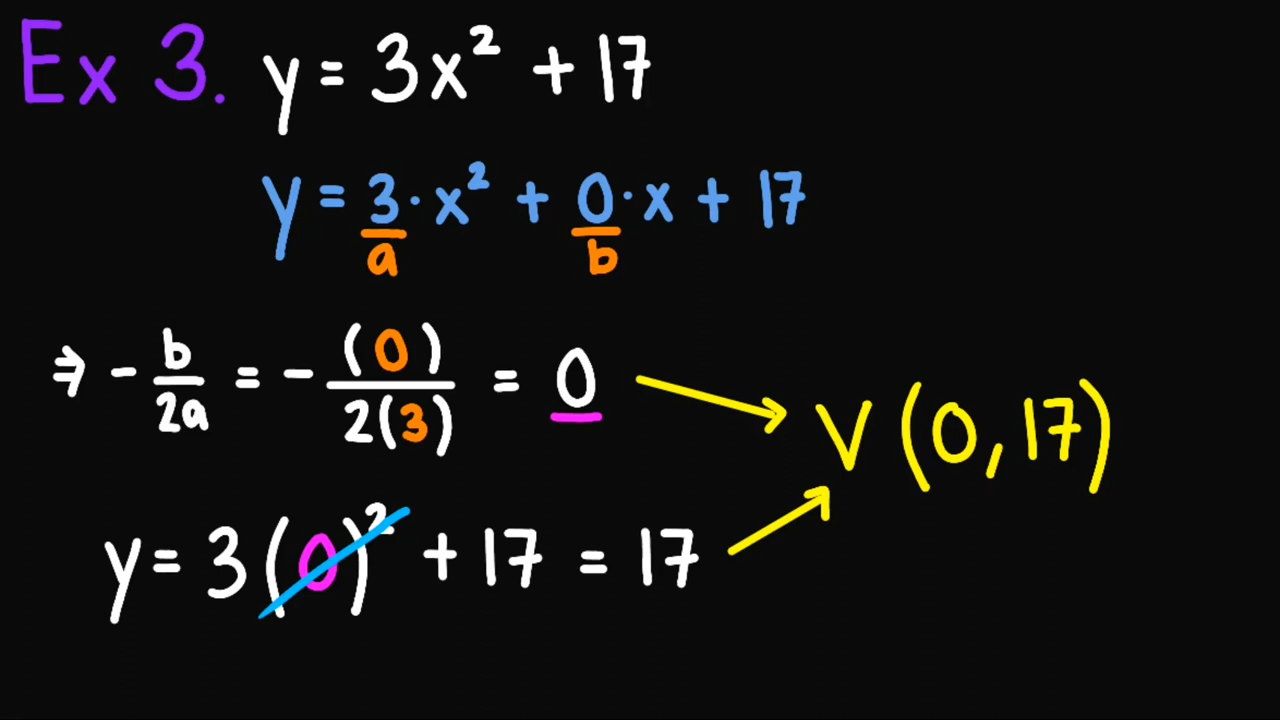 Ex 3. y = 3x² + 17
y = 3·x² + 0·x + 17
a b
⇒ - b/2a = - (0)/2(3) = 0
V (0, 17)
y = 3(0)² + 17 = 17